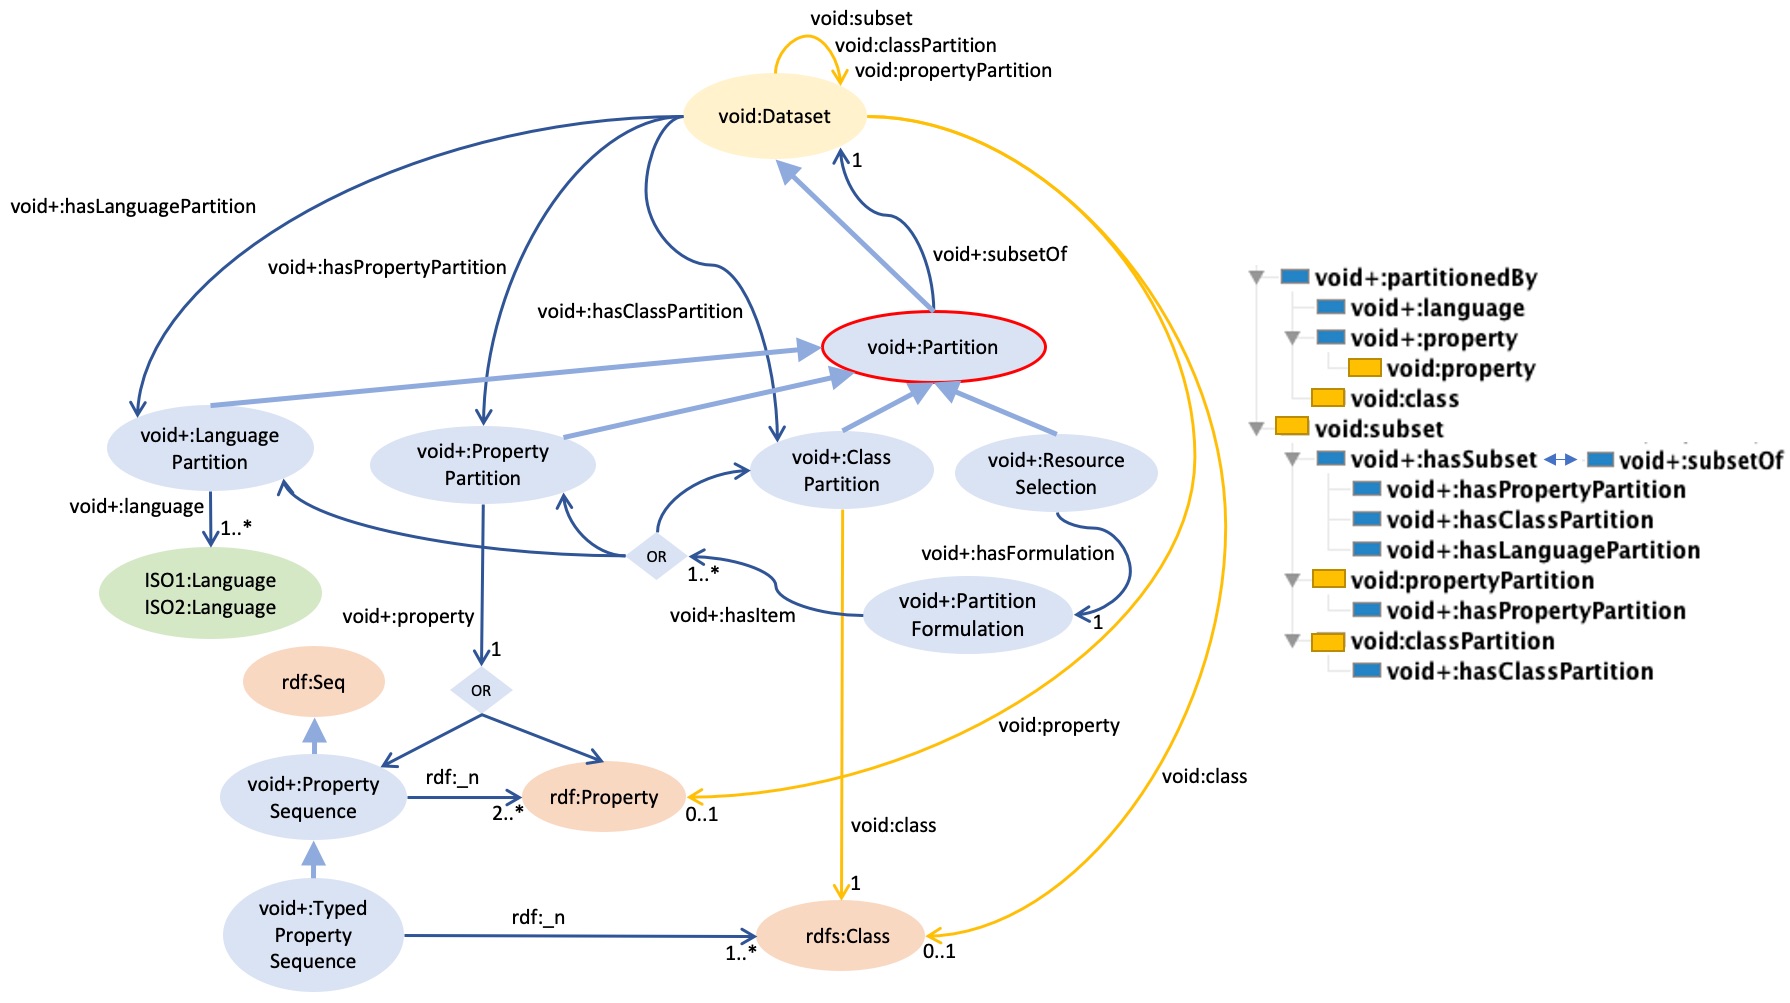 void:subset
void:classPartition
void:propertyPartition
void:Dataset
1
void+:hasLanguagePartition
void+:subsetOf
void+:hasPropertyPartition
void+:hasClassPartition
void+:Partition
void+:Language
Partition
void+:Property
Partition
void+:Class
Partition
void+:Resource
Selection
void+:language
1..*
OR
1..*
void+:hasFormulation
ISO1:Language
ISO2:Language
void+:property
void+:hasItem
void+:Partition
Formulation
1
1
rdf:Seq
OR
void:property
void:class
void+:Property
Sequence
rdf:_n
2..*
rdf:Property
0..1
void:class
1
void+:Typed
Property
Sequence
rdf:_n
1..*
rdfs:Class
0..1
void+:partitionedBy
void+:language
void+:property
void:property
void:class
void:subset
void+:hasSubset void+:subsetOf
void+:hasPropertyPartition
void+:hasClassPartition
void+:hasLanguagePartition
void:propertyPartition
void+:hasPropertyPartition
void:classPartition
void+:hasClassPartition